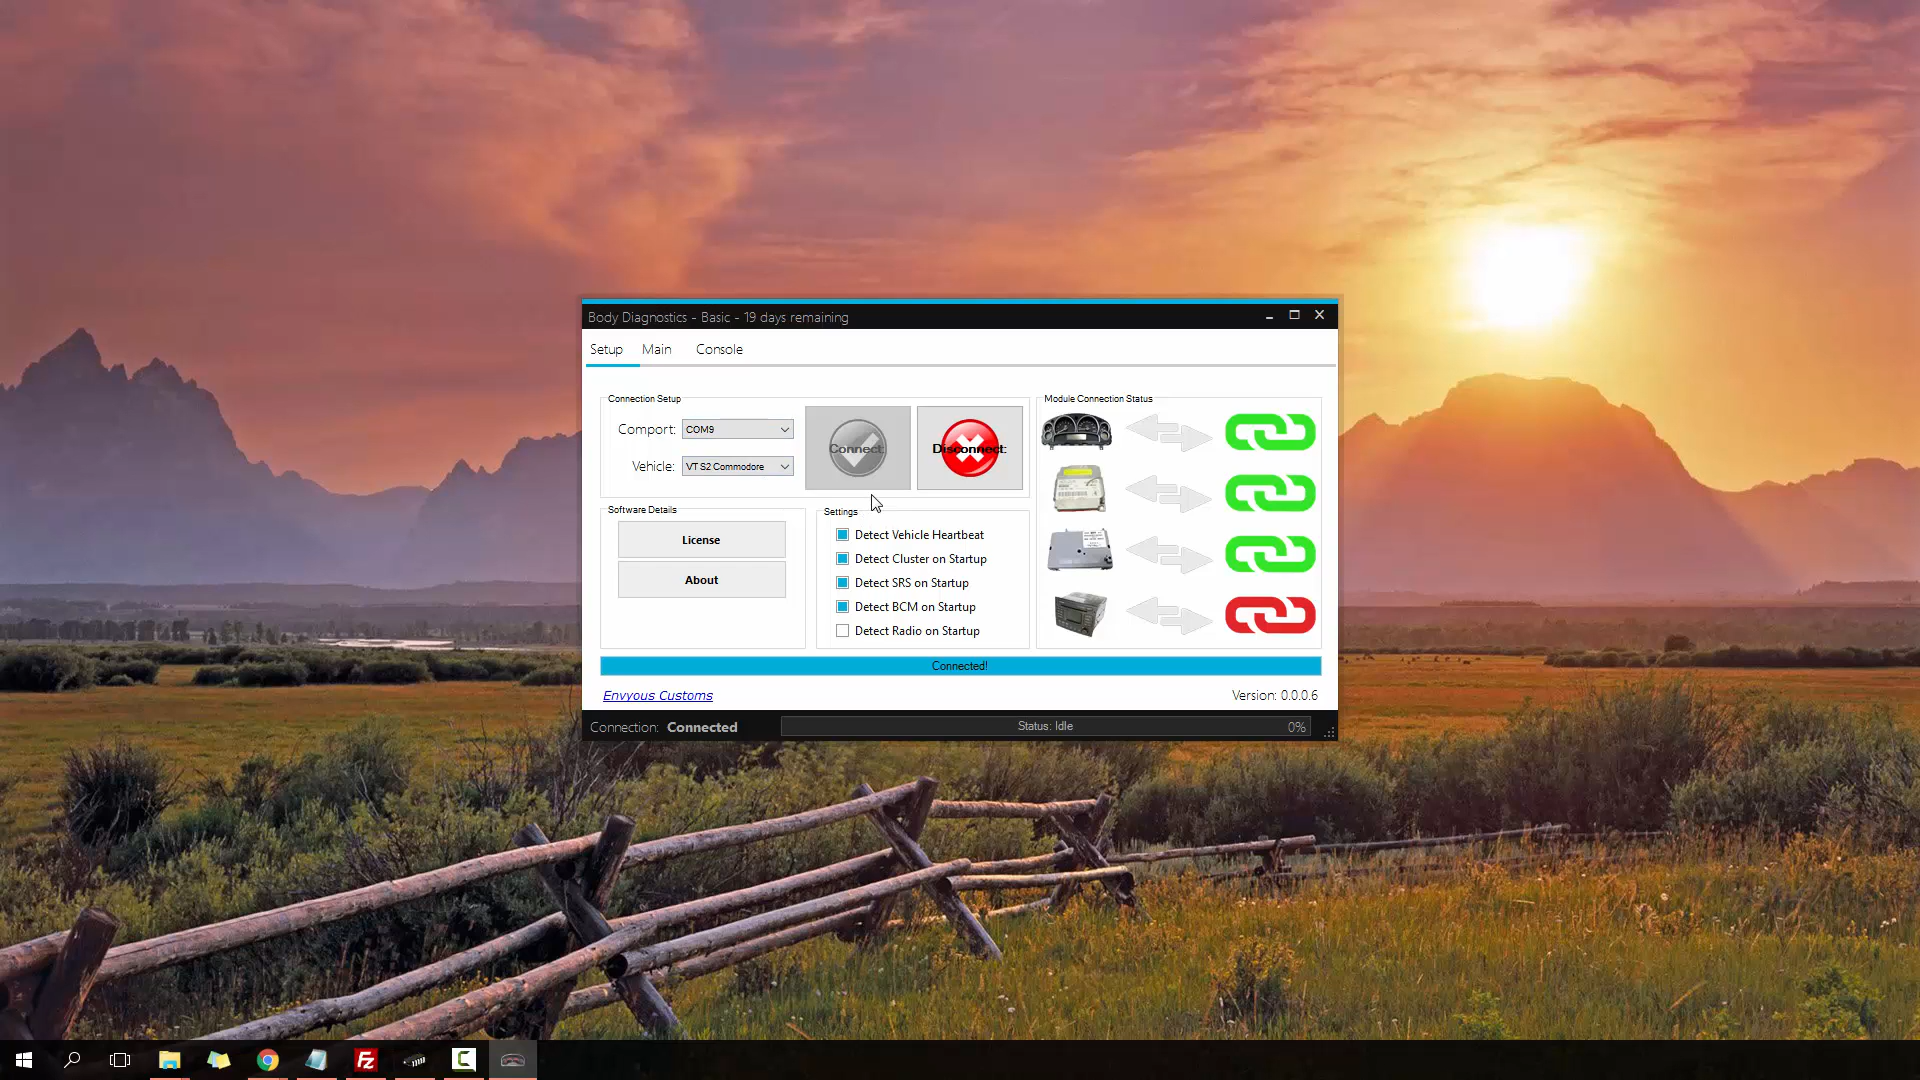 Body Diagnostics - Basic - 19 days remaining
Setup Main Console
Connection Setup
Comport: COM9
Vehicle: VT S2 Commodore
Connect
Disconnect
Software Details
License
About
Settings
Detect Vehicle Heartbeat
Detect Cluster on Startup
Detect SRS on Startup
Detect BCM on Startup
Detect Radio on Startup
Module Connection Status
Connected!
Envyous Customs
Version: 0.0.0.6
Connection: Connected
Status: Idle
0%